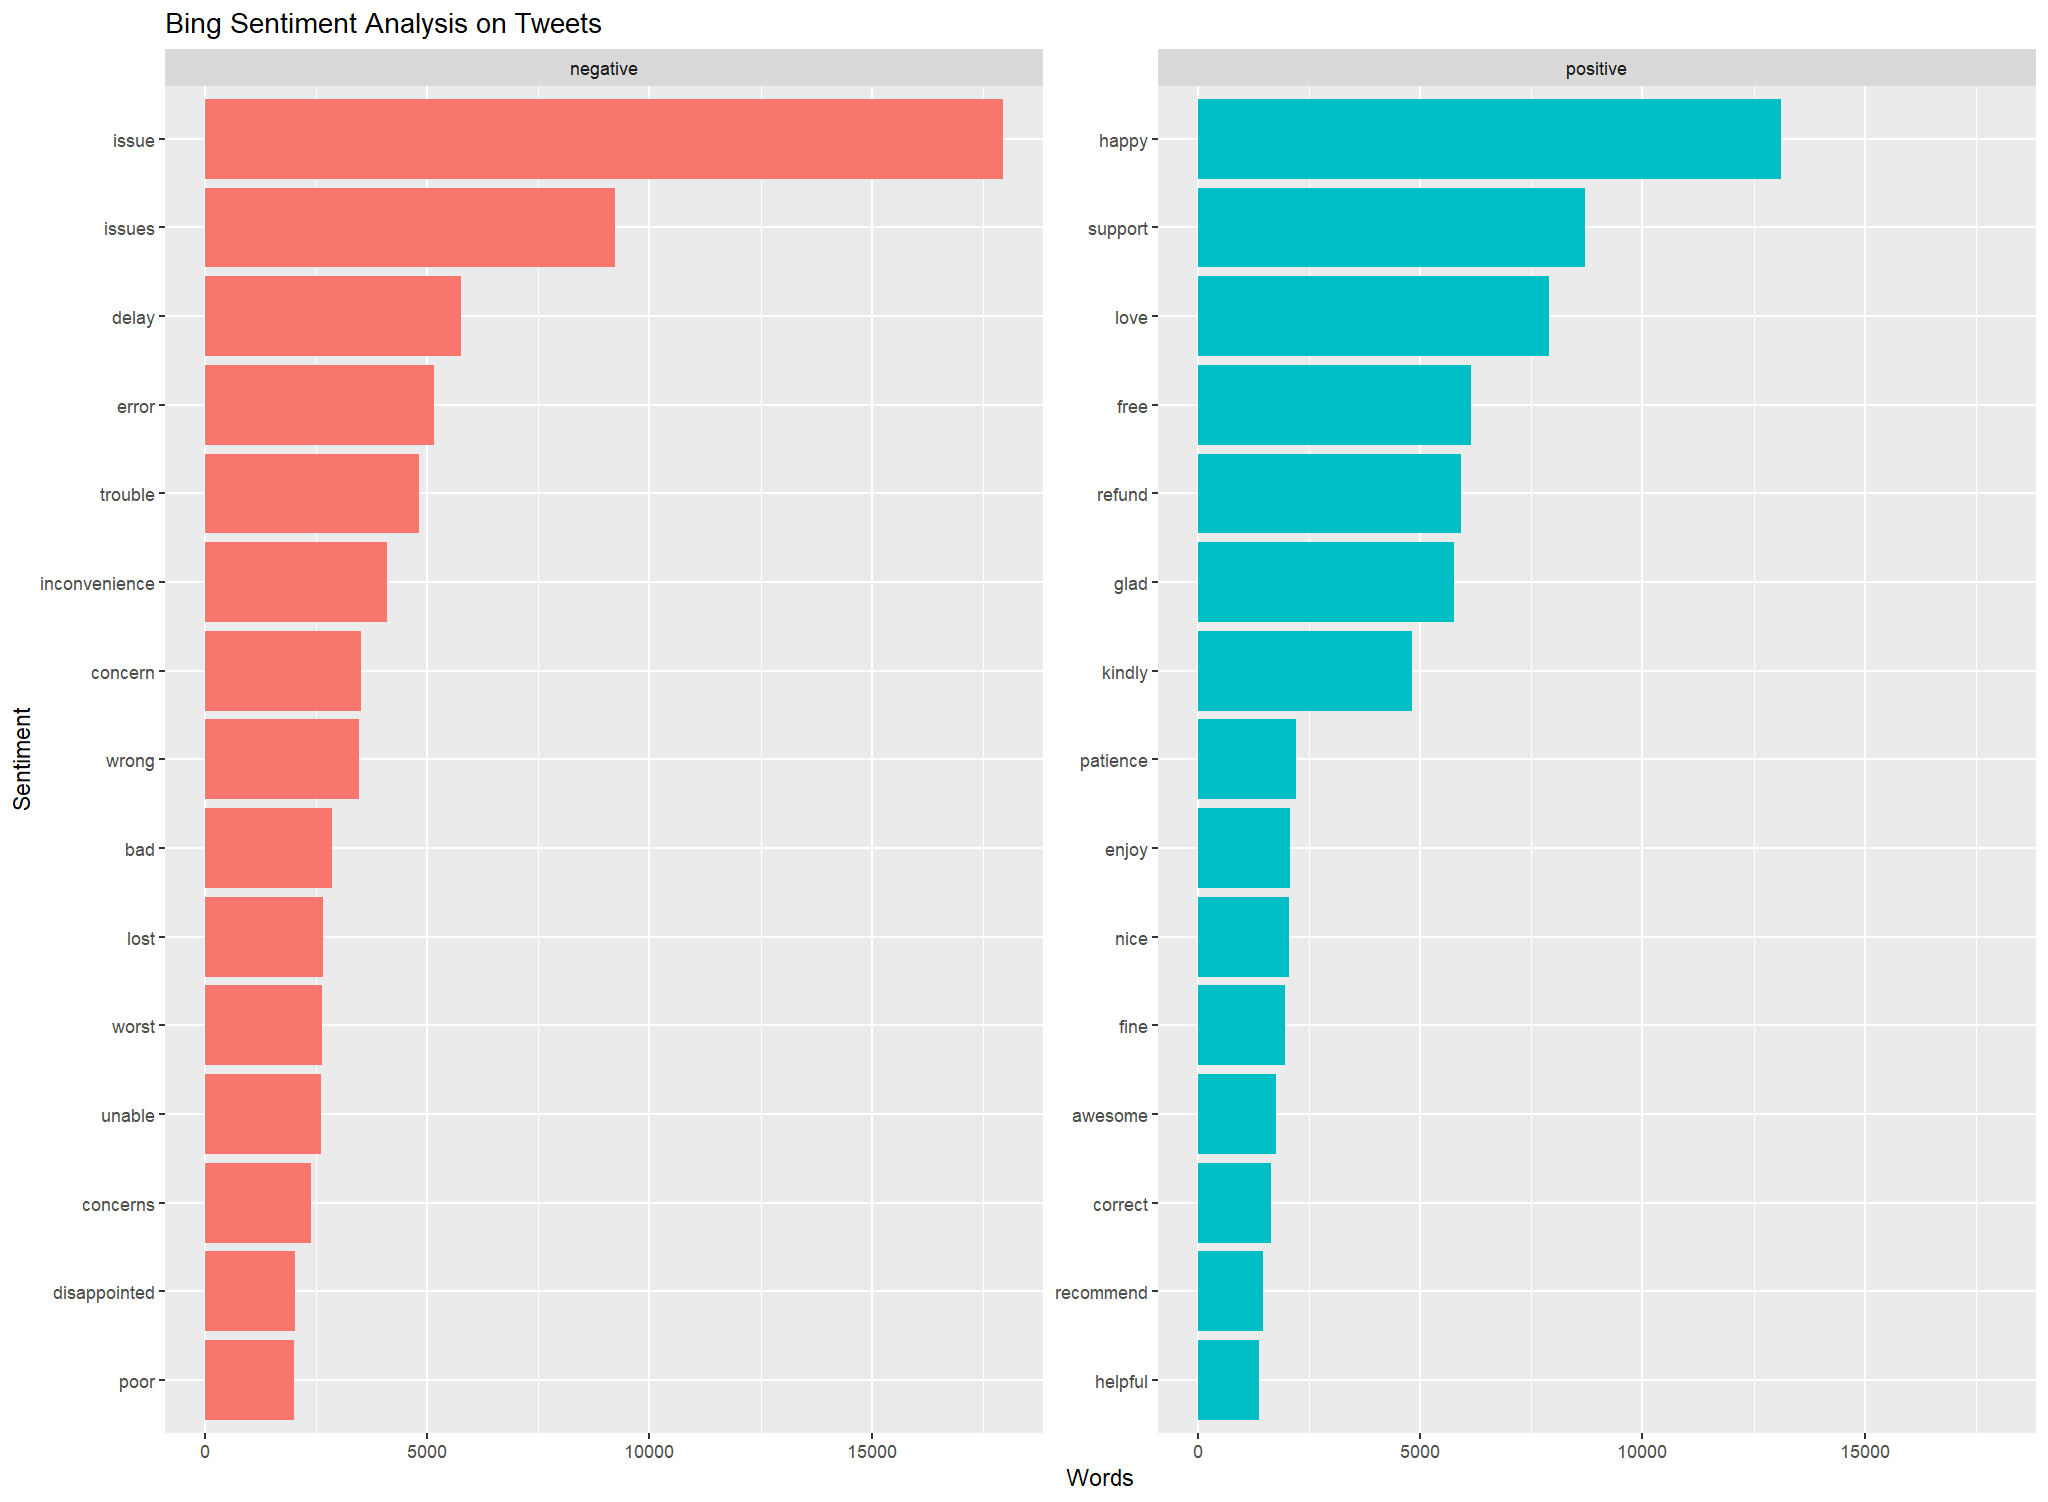 Bing Sentiment Analysis on Tweets
negative
issue
issues
delay
error
trouble
inconvenience
concern
wrong
bad
lost
worst
unable
concerns
disappointed
poor
0 5000 10000 15000
positive
happy
support
love
free
refund
glad
kindly
patience
enjoy
nice
fine
awesome
correct
recommend
helpful
0 5000 10000 15000
Sentiment
Words